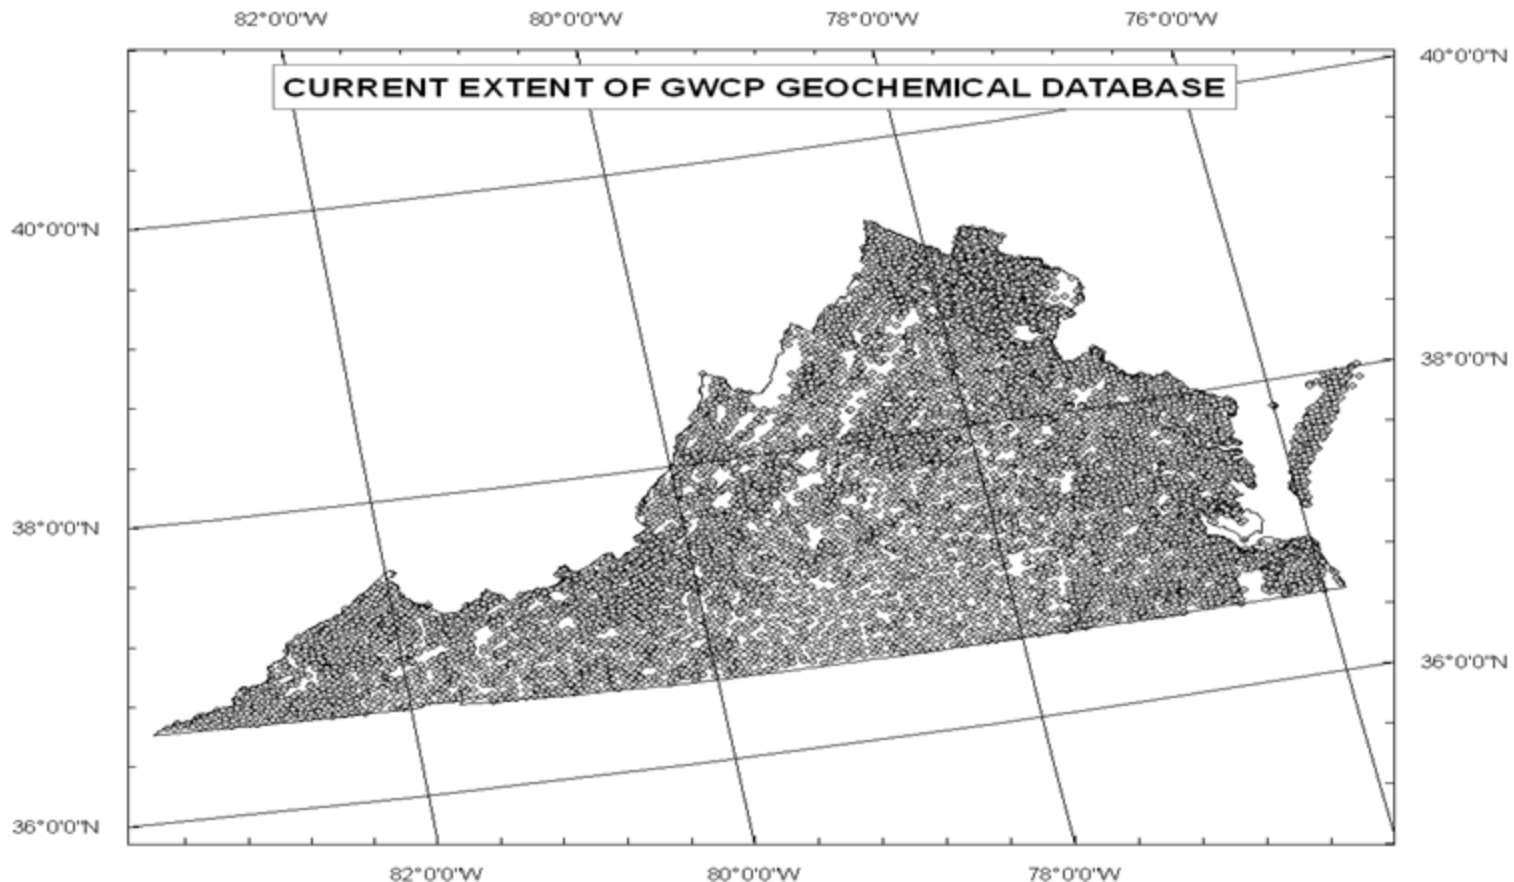 82°0'0"W 80°0'0"W 78°0'0"W 76°0'0"W
CURRENT EXTENT OF GWCP GEOCHEMICAL DATABASE
40°0'0"N
40°0'0"N
38°0'0"N
38°0'0"N
36°0'0"N
36°0'0"N
82°0'0"W 80°0'0"W 78°0'0"W